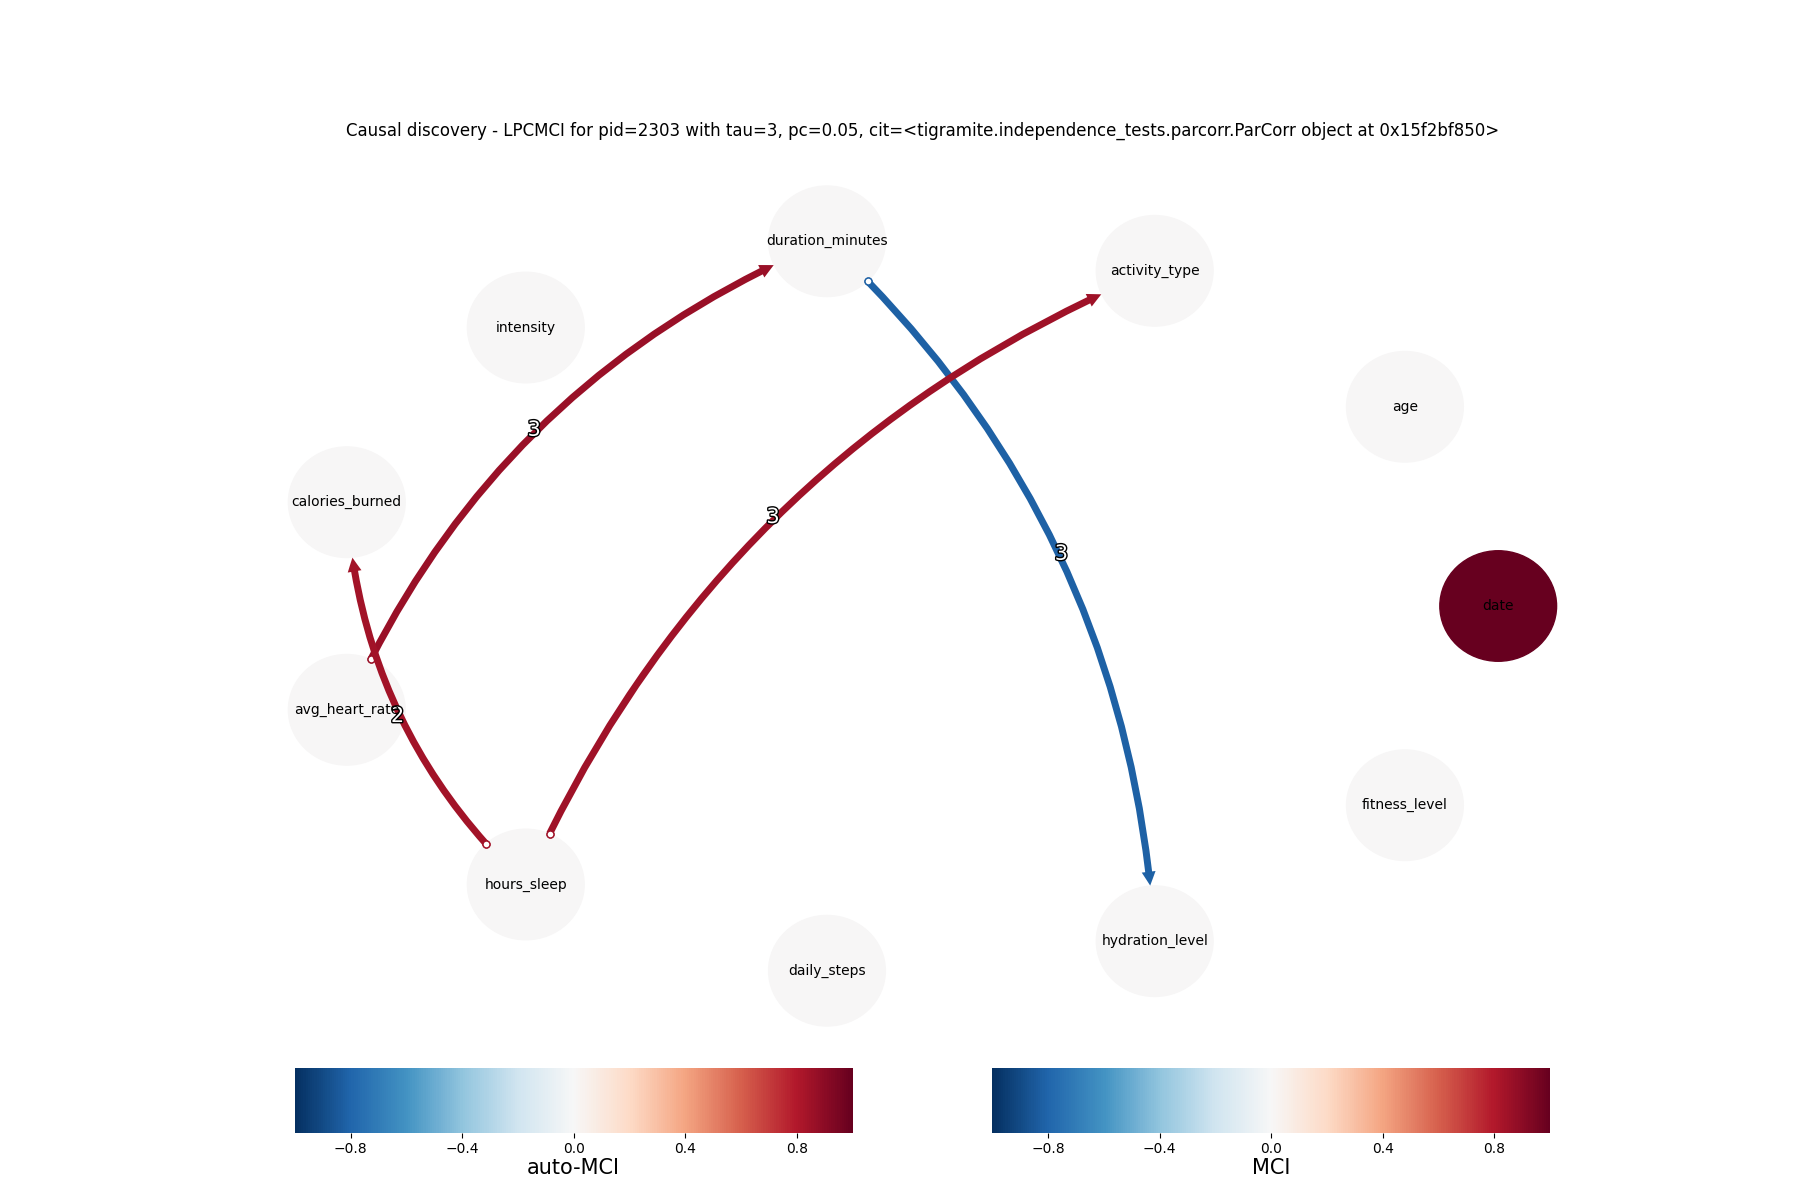 Causal discovery - LPCMCI for pid=2303 with tau=3, pc=0.05, cit=<tigramite.independence_tests.parcorr.ParCorr object at 0x15f2bf850>
duration_minutes
activity_type
intensity
age
3
calories_burned
3
3
date
avg_heart_rate
2
fitness_level
hours_sleep
hydration_level
daily_steps
−0.8 −0.4 0.0 0.4 0.8
auto-MCI
−0.8 −0.4 0.0 0.4 0.8
MCI